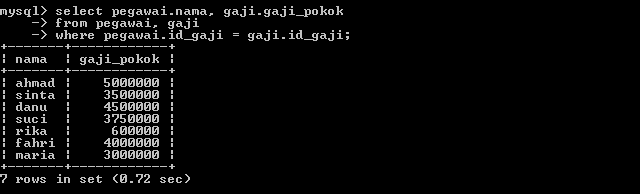 mysql> select pegawai.nama, gaji.gaji_pokok
    -> from pegawai, gaji
    -> where pegawai.id_gaji = gaji.id_gaji;
+-------+------------+
| nama  | gaji_pokok |
+-------+------------+
| ahmad |    5000000 |
| sinta |    3500000 |
| danu  |    4500000 |
| suci  |    3750000 |
| rika  |     600000 |
| fahri |    4000000 |
| maria |    3000000 |
+-------+------------+
7 rows in set (0.72 sec)